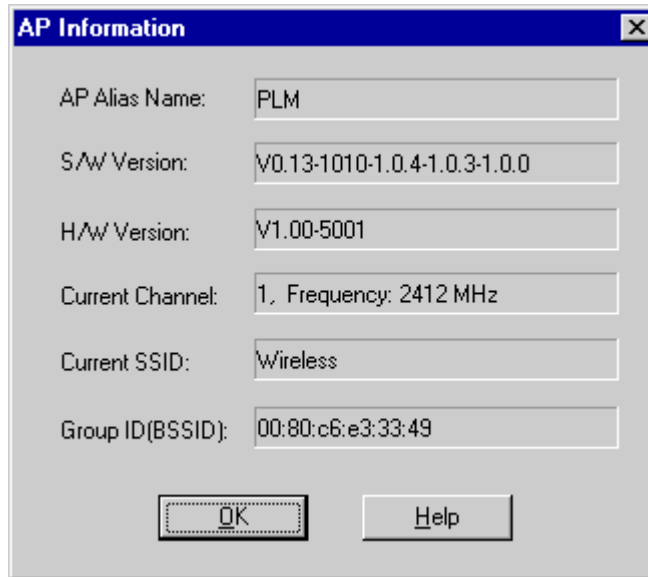 AP Information
AP Alias Name: PLM
S/W Version: V0.13-1010-1.0.4-1.0.3-1.0.0
H/W Version: V1.00-5001
Current Channel: 1, Frequency: 2412 MHz
Current SSID: Wireless
Group ID(BSSID): 00:80:c6:e3:33:49
OK Help